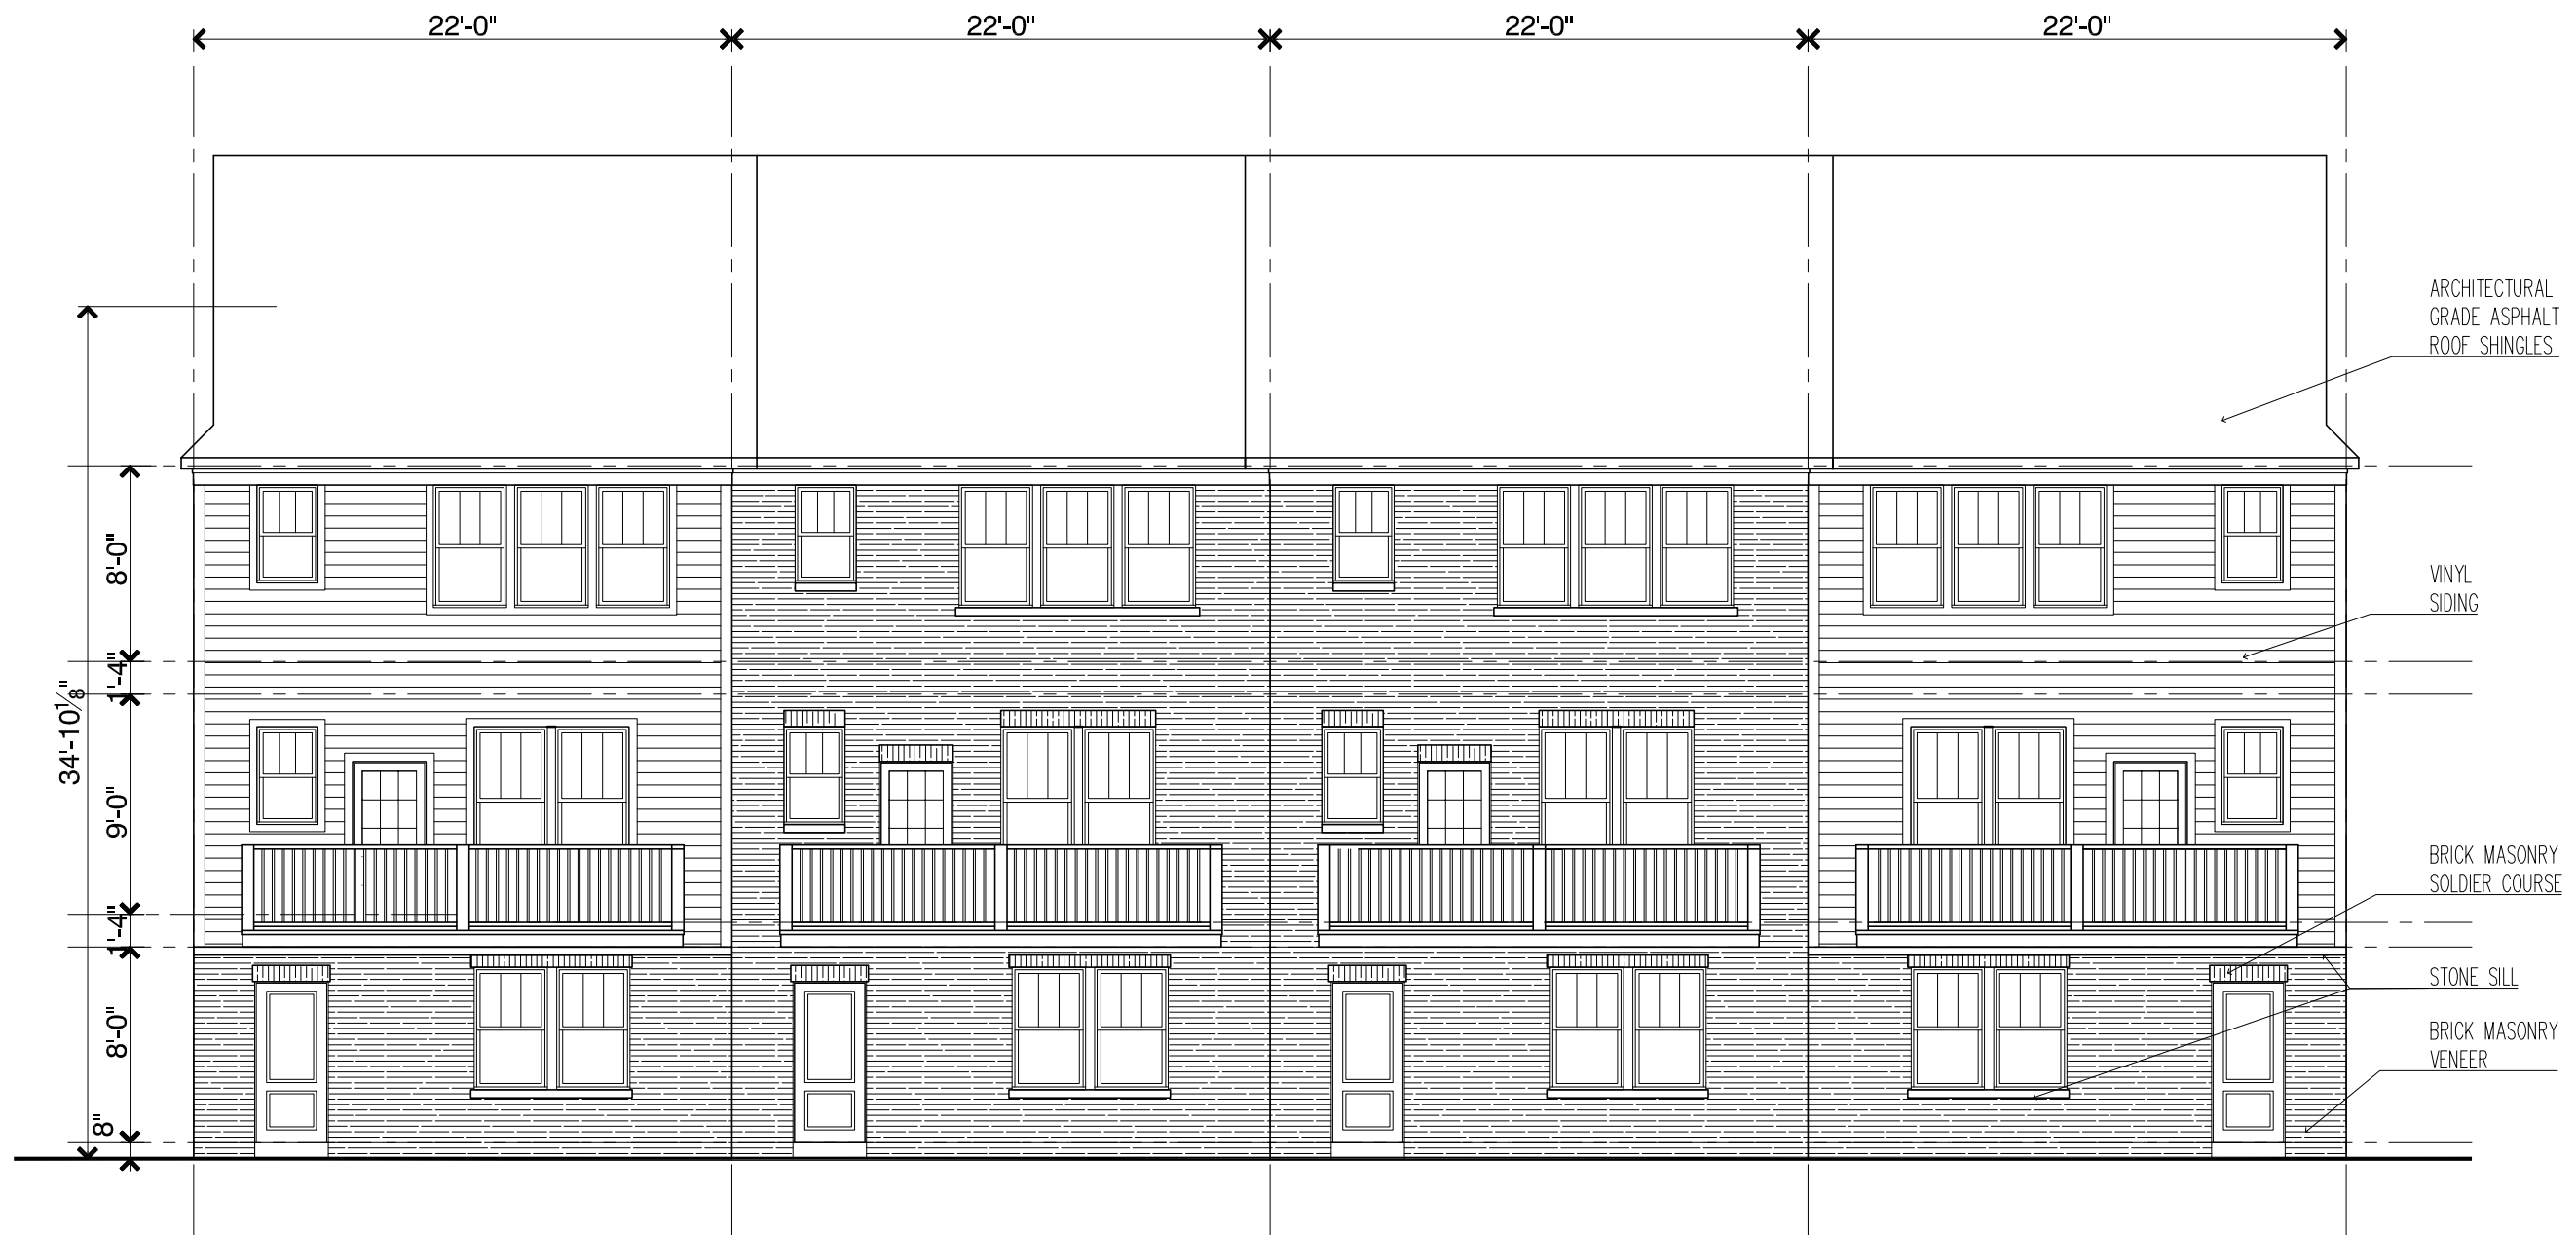 22'-0"
22'-0"
22'-0"
22'-0"
ARCHITECTURAL
GRADE ASPHALT
ROOF SHINGLES
8'-0"
VINYL
SIDING
1'-4"
34'-10⅛"
9'-0"
BRICK MASONRY
SOLDIER COURSE
1'-4"
STONE SILL
8'-0"
BRICK MASONRY
VENEER
8"